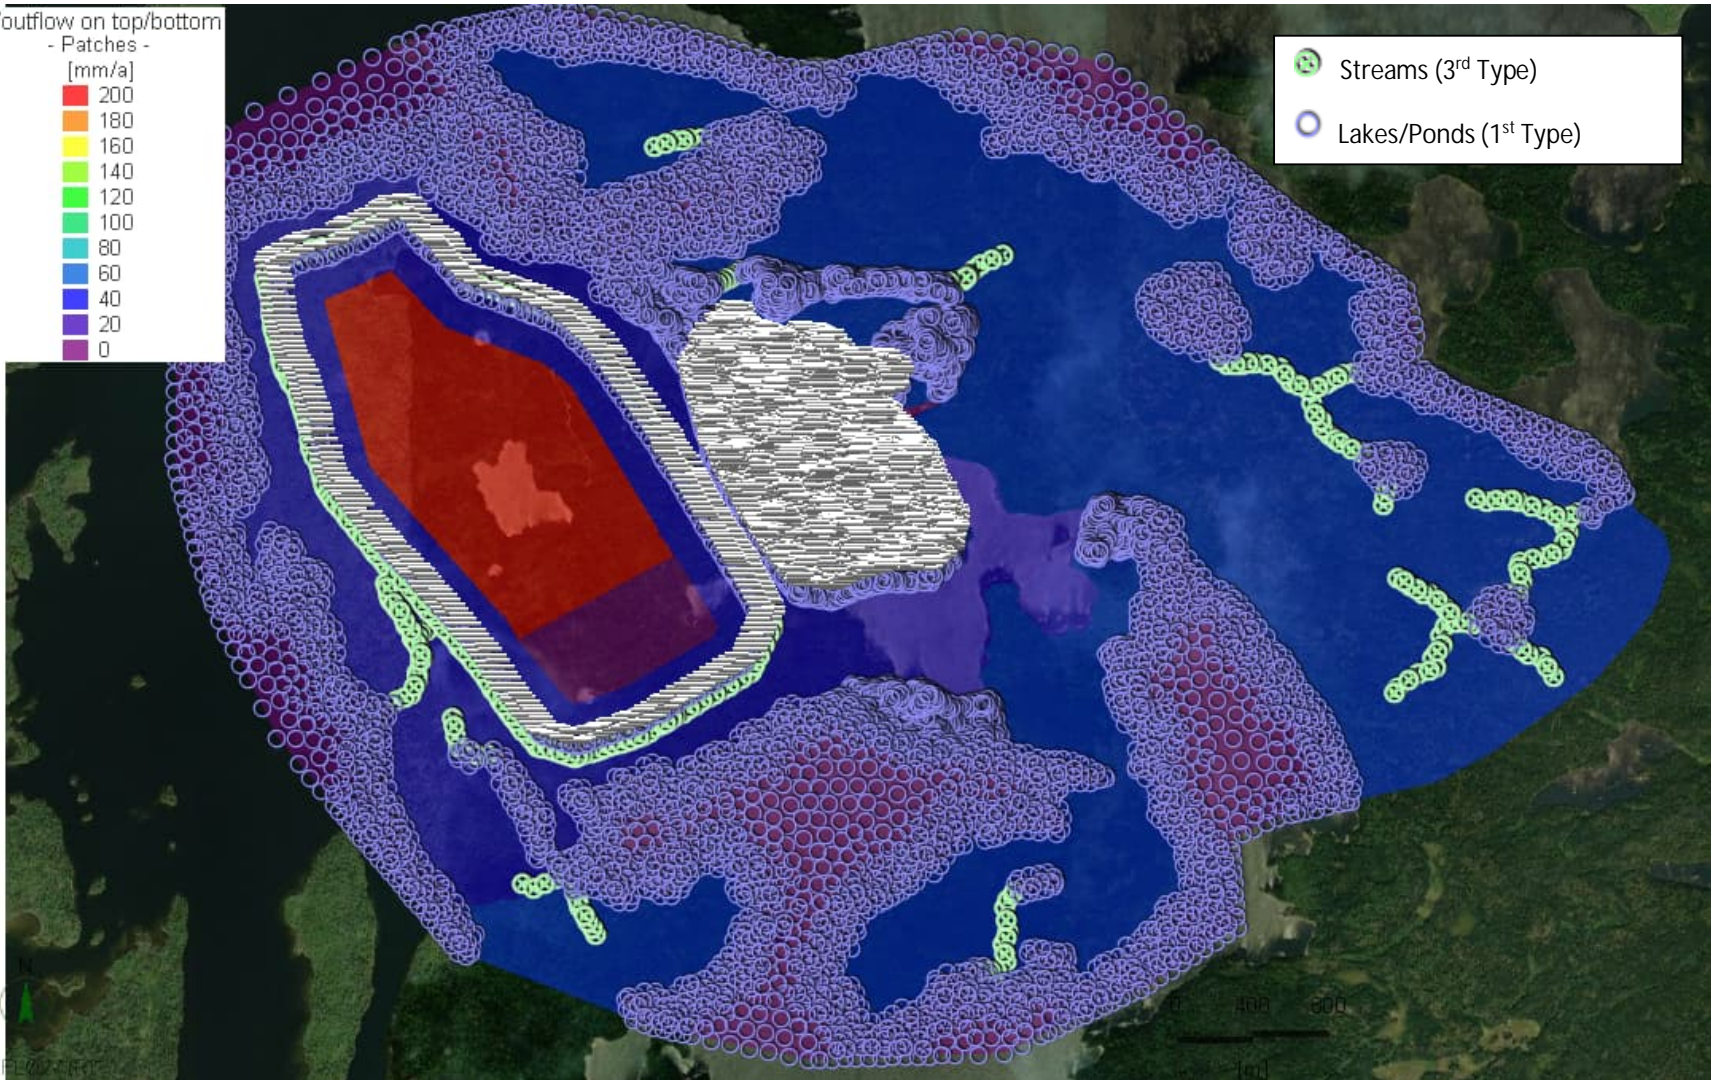 outflow on top/bottom
- Patches -
[mm/a]
200
180
160
140
120
100
80
60
40
20
0
Streams (3rd Type)
Lakes/Ponds (1st Type)
N
0 400 800
[m]